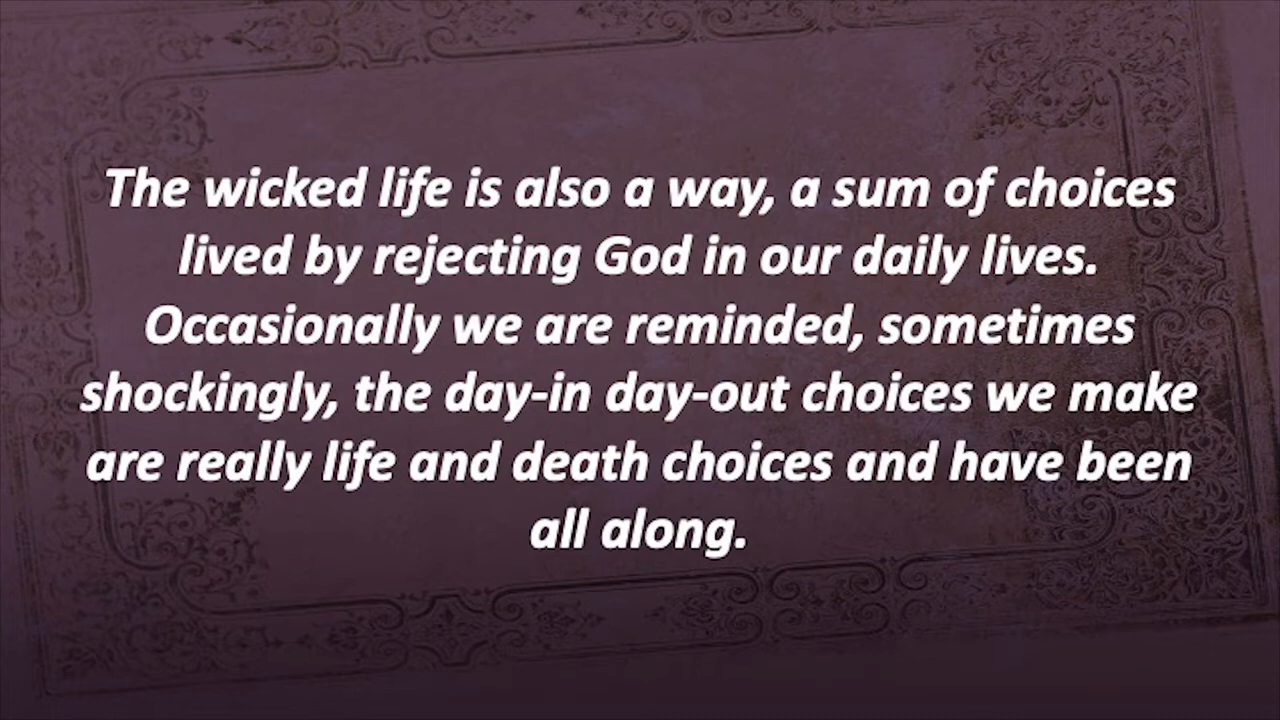 The wicked life is also a way, a sum of choices
lived by rejecting God in our daily lives.
Occasionally we are reminded, sometimes
shockingly, the day-in day-out choices we make
are really life and death choices and have been
all along.